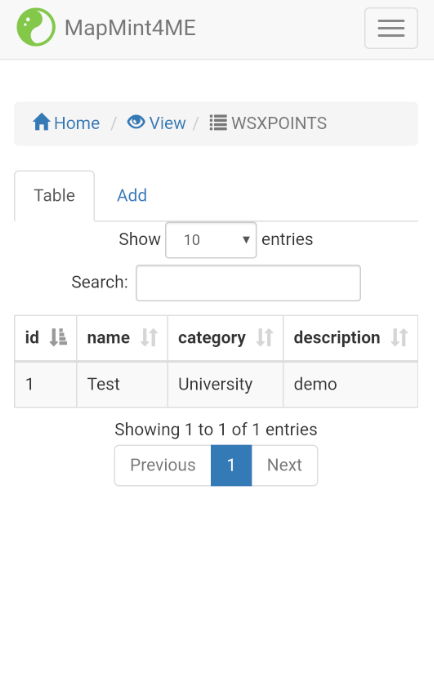 MapMint4ME
Home / View / WSXPOINTS
Table Add
Show 10 entries
Search:
id name category description
1 Test University demo
Showing 1 to 1 of 1 entries
Previous 1 Next